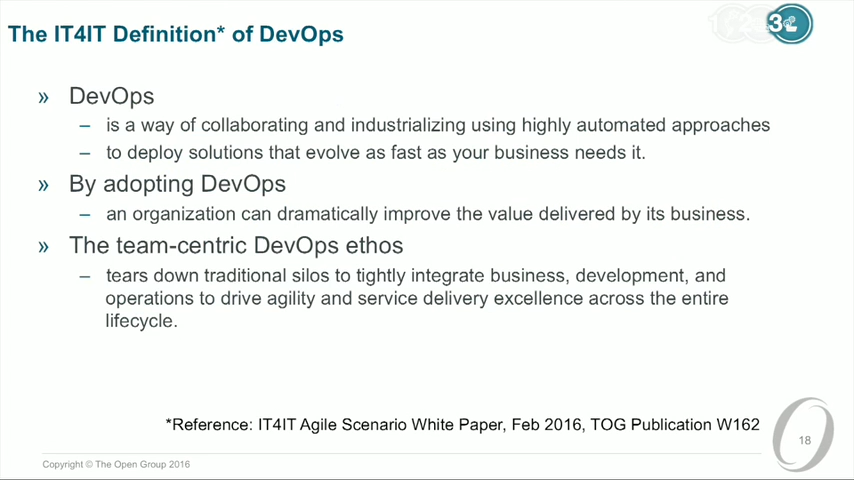 The IT4IT Definition* of DevOps
3
» DevOps
– is a way of collaborating and industrializing using highly automated approaches
– to deploy solutions that evolve as fast as your business needs it.
» By adopting DevOps
– an organization can dramatically improve the value delivered by its business.
» The team-centric DevOps ethos
– tears down traditional silos to tightly integrate business, development, and
operations to drive agility and service delivery excellence across the entire
lifecycle.
*Reference: IT4IT Agile Scenario White Paper, Feb 2016, TOG Publication W162
18
Copyright © The Open Group 2016